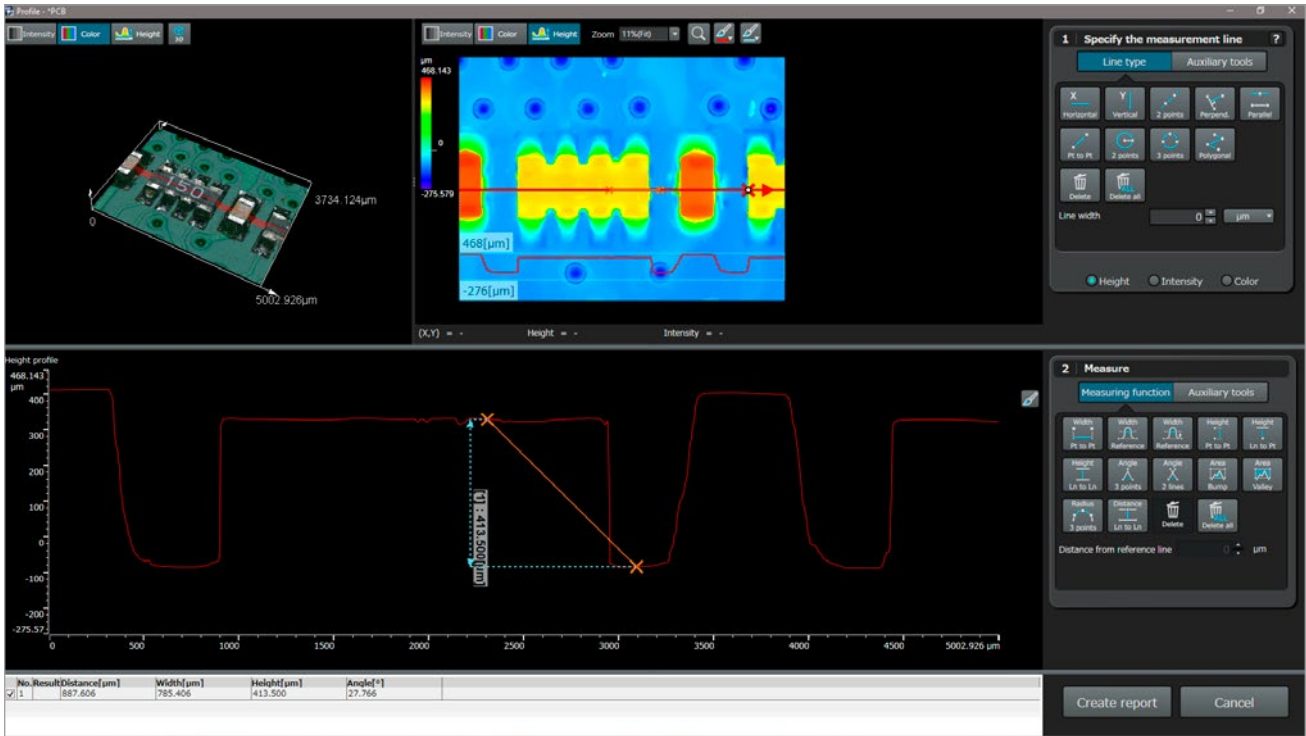 Profile - *PCB
Intensity Color Height 3D
Intensity Color Height Zoom 11%(Fit)
µm
468.143
0
-275.579
468[µm]
-276[µm]
150
0
3734.124µm
5002.926µm
(X,Y) = - Height = - Intensity = -
1 Specify the measurement line ?
Line type Auxiliary tools
X Horizontal
Y Vertical
2 points
Perpend.
Parallel
Pt to Pt
2 points
3 points
Polygonal
Delete
Delete all
Line width 0 µm
Height Intensity Color
Height profile
468.143
µm
400
300
200
100
0
-100
-200
-275.57
0 500 1000 1500 2000 2500 3000 3500 4000 4500 5002.926 µm
(1) : 413.500[µm]
2 Measure
Measuring function Auxiliary tools
Width Pt to Pt
Width Reference
Width Reference
Height Pt to Pt
Height Ln to Pt
Height Ln to Ln
Angle 3 points
Angle 2 lines
Area Bump
Area Valley
Radius 3 points
Distance Ln to Ln
Delete
Delete all
Distance from reference line 0 µm
No. Result Distance[µm] Width[µm] Height[µm] Angle[°]
1 887.606 785.406 413.500 27.766
Create report Cancel